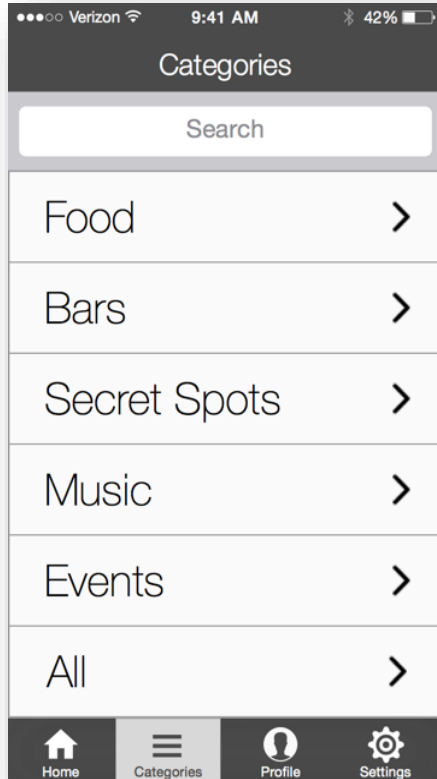 Verizon 9:41 AM 42%
Categories
Search
Food
Bars
Secret Spots
Music
Events
All
Home Categories Profile Settings